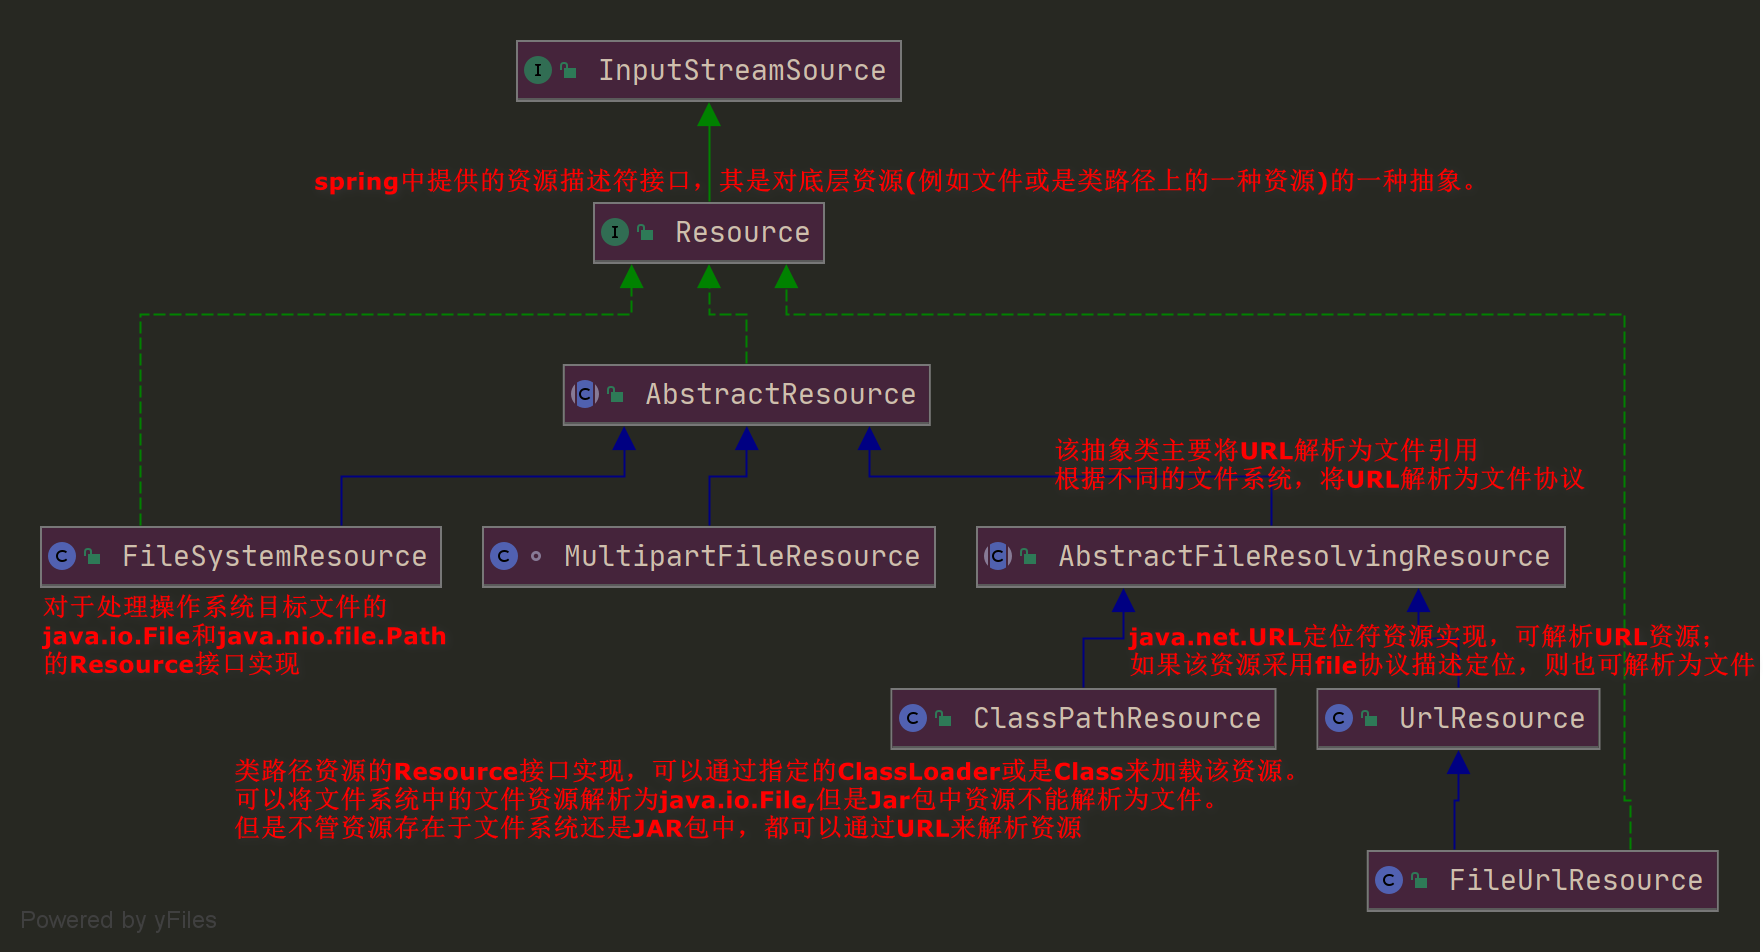 InputStreamSource
spring中提供的资源描述符接口，其是对底层资源(例如文件或是类路径上的一种资源)的一种抽象。
Resource
AbstractResource
该抽象类主要将URL解析为文件引用
根据不同的文件系统，将URL解析为文件协议
FileSystemResource
MultipartFileResource
AbstractFileResolvingResource
对于处理操作系统目标文件的
java.io.File和java.nio.file.Path
的Resource接口实现
java.net.URL定位符资源实现，可解析URL资源；
如果该资源采用file协议描述定位，则也可解析为文件
ClassPathResource
UrlResource
类路径资源的Resource接口实现，可以通过指定的ClassLoader或是Class来加载该资源。
可以将文件系统中的文件资源解析为java.io.File,但是Jar包中资源不能解析为文件。
但是不管资源存在于文件系统还是JAR包中，都可以通过URL来解析资源
FileUrlResource
Powered by yFiles